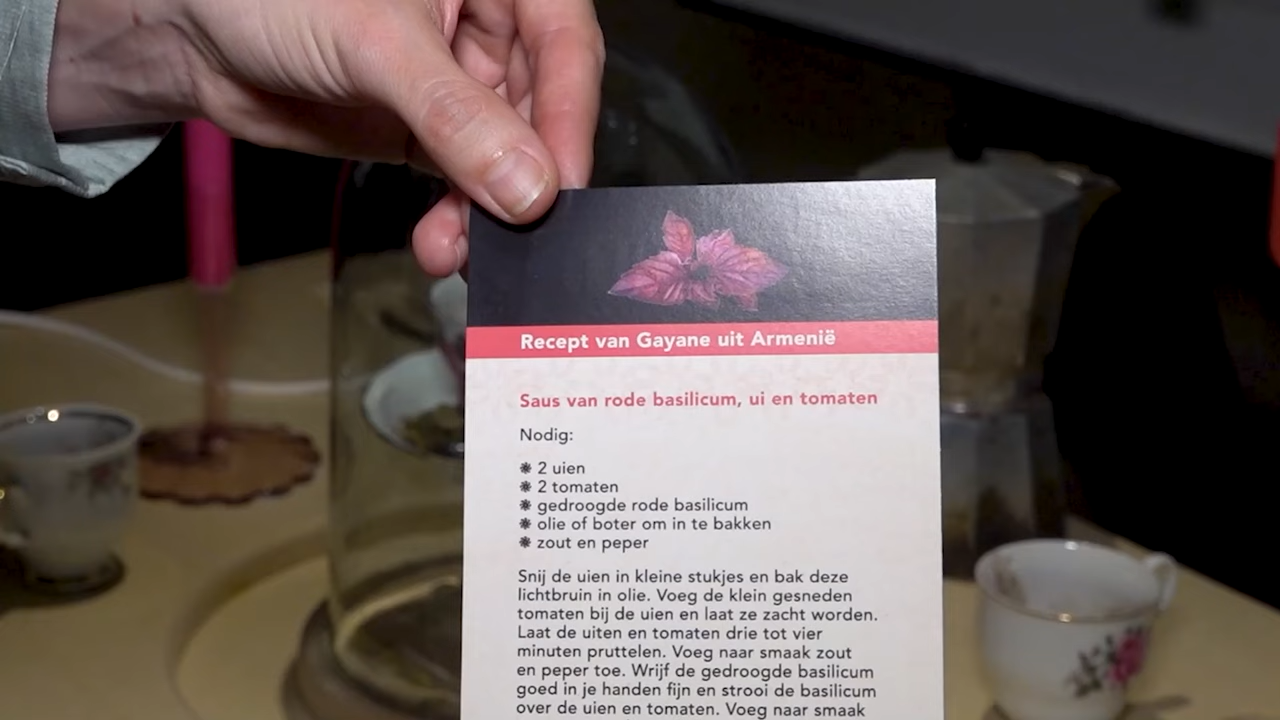 Recept van Gayane uit Armenië
Saus van rode basilicum, ui en tomaten
Nodig:
❋ 2 uien
❋ 2 tomaten
❋ gedroogde rode basilicum
❋ olie of boter om in te bakken
❋ zout en peper
Snij de uien in kleine stukjes en bak deze
lichtbruin in olie. Voeg de klein gesneden
tomaten bij de uien en laat ze zacht worden.
Laat de uiten en tomaten drie tot vier
minuten pruttelen. Voeg naar smaak zout
en peper toe. Wrijf de gedroogde basilicum
goed in je handen fijn en strooi de basilicum
over de uien en tomaten. Voeg naar smaak